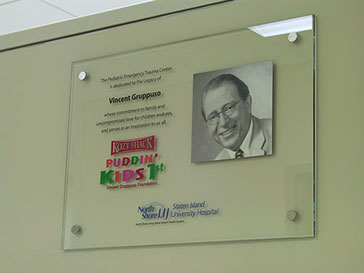 The Pediatric Emergency Trauma Center
is dedicated to the Legacy of
Vincent Gruppuso
whose commitment to family and
uncompromised love for children endures,
and serves as an inspiration to us all.
KOZY SHACK
PUDDIN'
KIDS 1st
Vincent Gruppuso Foundation
North Shore LIJ
Staten Island
University Hospital